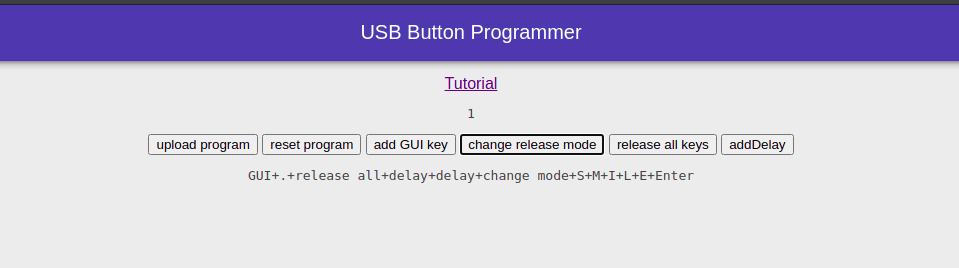 USB Button Programmer
Tutorial
1
upload program reset program add GUI key change release mode release all keys addDelay
GUI+.+release all+delay+delay+change mode+S+M+I+L+E+Enter